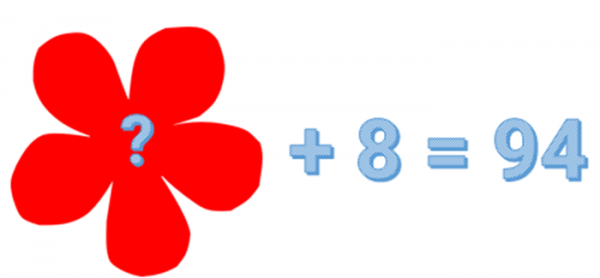 ? + 8 = 94